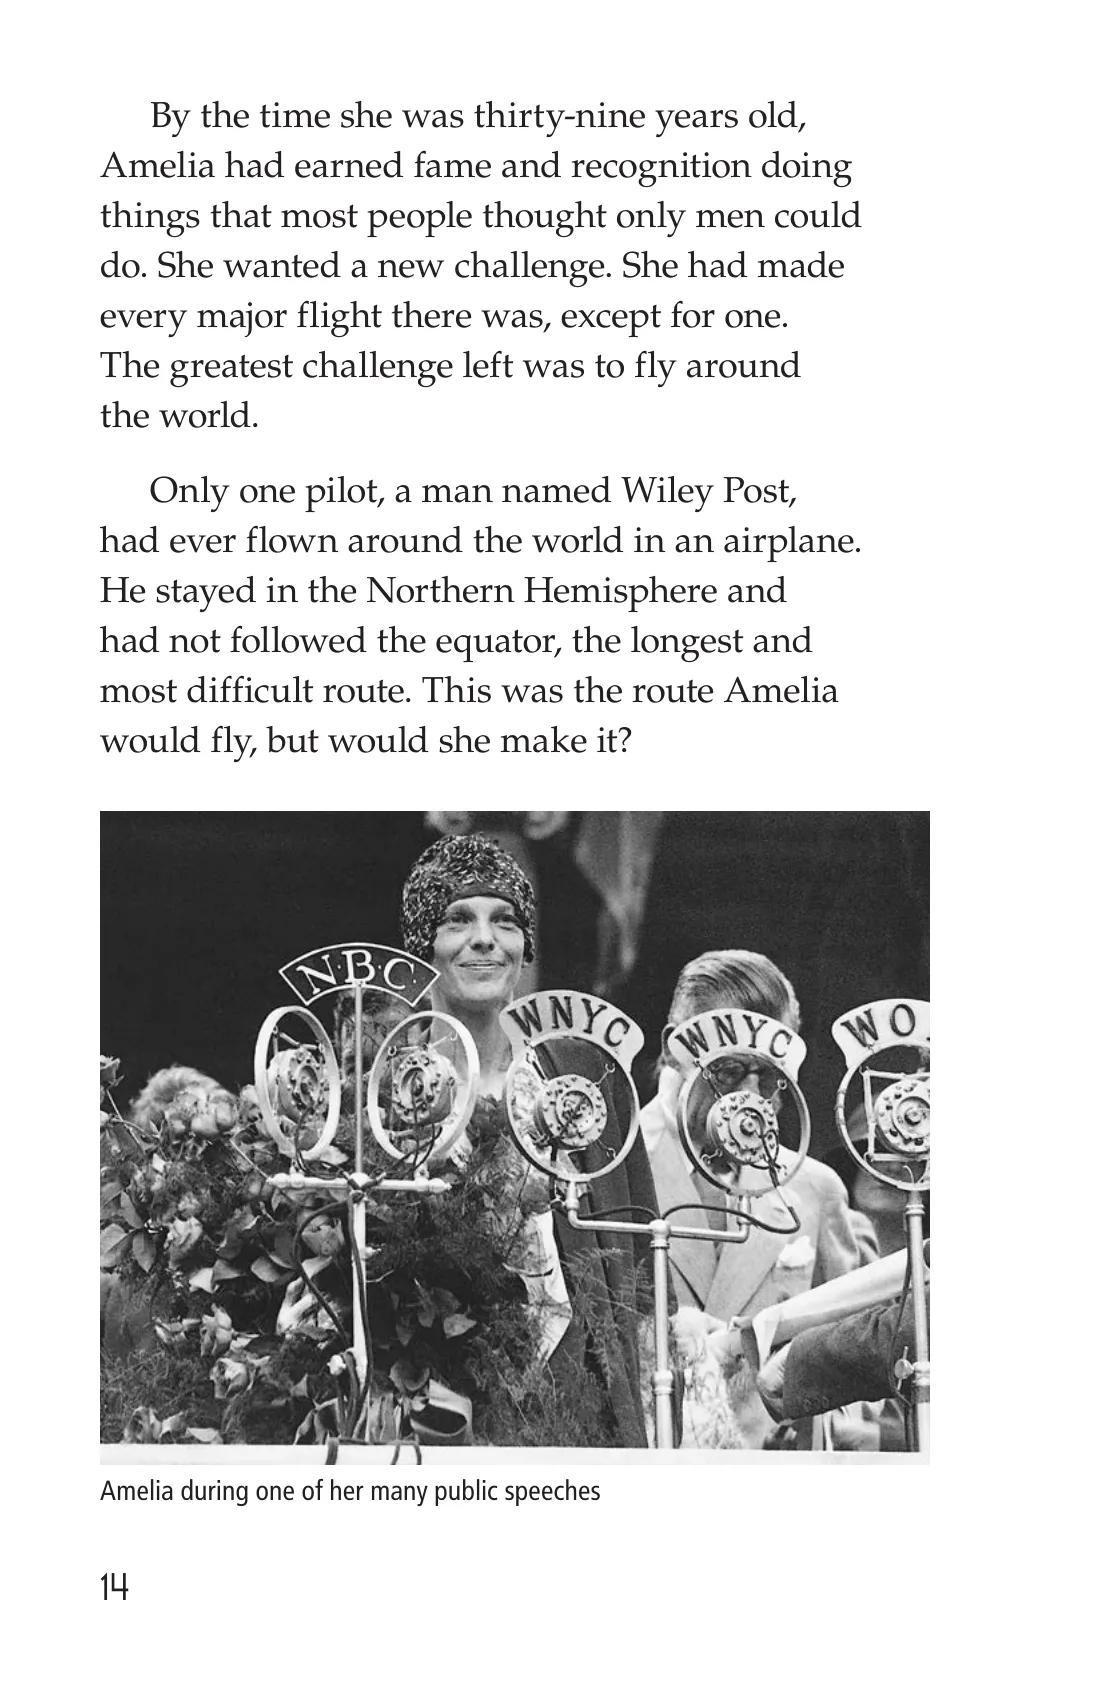 By the time she was thirty-nine years old,
Amelia had earned fame and recognition doing
things that most people thought only men could
do. She wanted a new challenge. She had made
every major flight there was, except for one.
The greatest challenge left was to fly around
the world.
Only one pilot, a man named Wiley Post,
had ever flown around the world in an airplane.
He stayed in the Northern Hemisphere and
had not followed the equator, the longest and
most difficult route. This was the route Amelia
would fly, but would she make it?
N·B·C·
WNYC
WNYC
WO
Amelia during one of her many public speeches
14